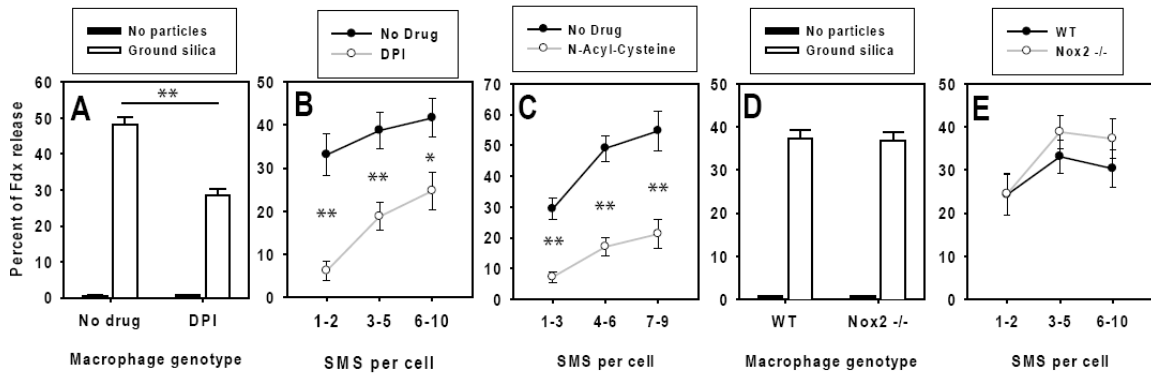 No particles
Ground silica
No Drug
DPI
No Drug
N-Acyl-Cysteine
No particles
Ground silica
WT
Nox2 -/-
Percent of Fdx release
A
60
50
40
30
20
10
0
**
No drug
DPI
Macrophage genotype
B
50
40
30
20
10
0
**
**
*
1-2
3-5
6-10
SMS per cell
C
70
60
50
40
30
20
10
0
**
**
**
1-3
4-6
7-9
SMS per cell
D
50
40
30
20
10
0
WT
Nox2 -/-
Macrophage genotype
E
50
40
30
20
10
0
1-2
3-5
6-10
SMS per cell